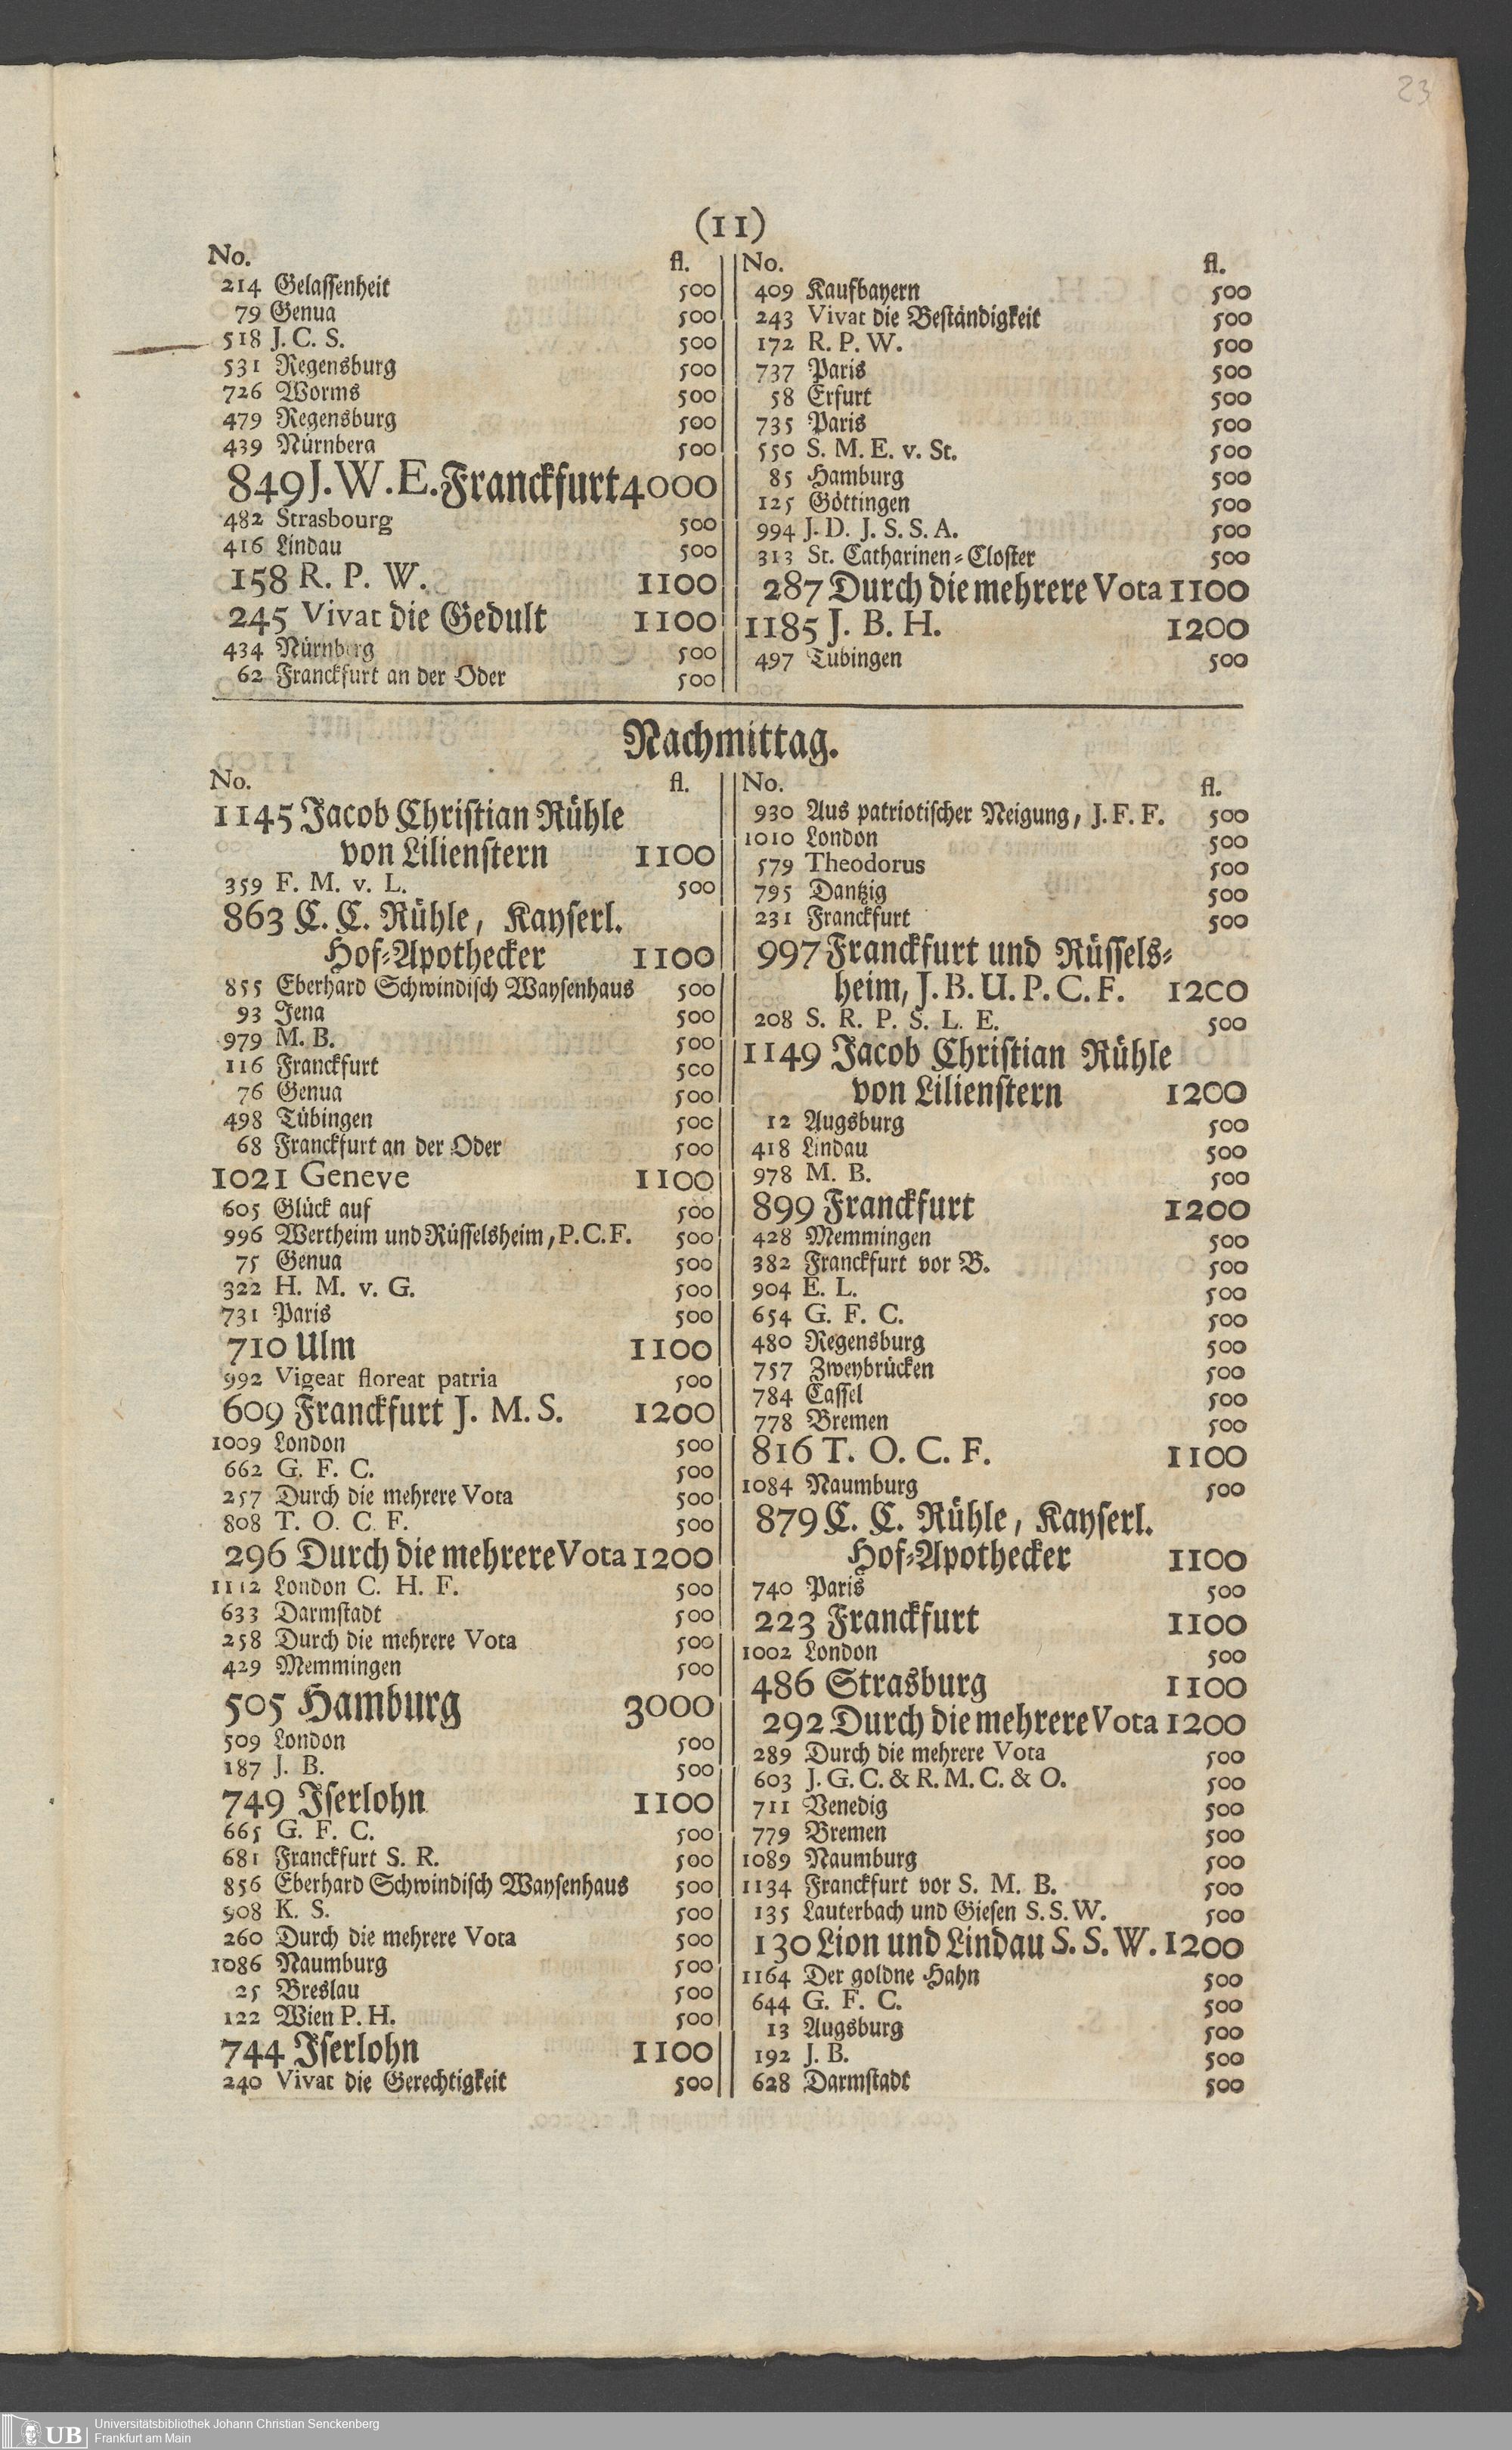 23
(11)
No. fl.
214 Gelassenheit 500
79 Genua 500
518 J. C. S. 500
531 Regensburg 500
726 Worms 500
479 Regensburg 500
439 Nürnberg 500
849 J. W. E. Franckfurt 4000
482 Strasbourg 500
416 Lindau 500
158 R. P. W. 1100
245 Vivat die Gedult 1100
434 Nürnberg 500
62 Franckfurt an der Oder 500
No. fl.
409 Kaufbayern 500
243 Vivat die Beständigkeit 500
172 R. P. W. 500
737 Paris 500
58 Erfurt 500
735 Paris 500
550 S. M. E. v. St. 500
85 Hamburg 500
125 Göttingen 500
994 J. D. J. S. S. A. 500
313 St. Catharinen-Closter 500
287 Durch die mehrere Vota 1100
1185 J. B. H. 1200
497 Tubingen 500
Nachmittag.
No. fl.
1145 Jacob Christian Rühle
von Lilienstern 1100
359 F. M. v. L. 500
863 C. C. Rühle, Kayserl.
Hof-Apothecker 1100
855 Eberhard Schwindisch Waysenhaus 500
93 Jena 500
979 M. B. 500
116 Franckfurt 500
76 Genua 500
498 Tübingen 500
68 Franckfurt an der Oder 500
1021 Geneve 1100
605 Glück auf 500
996 Wertheim und Rüsselsheim, P. C. F. 500
75 Genua 500
322 H. M. v. G. 500
731 Paris 500
710 Ulm 1100
992 Vigeat floreat patria 500
609 Franckfurt J. M. S. 1200
1009 London 500
662 G. F. C. 500
257 Durch die mehrere Vota 500
808 T. O. C. F. 500
296 Durch die mehrere Vota 1200
1112 London C. H. F. 500
633 Darmstadt 500
258 Durch die mehrere Vota 500
429 Memmingen 500
505 Hamburg 3000
509 London 500
187 J. B. 500
749 Iserlohn 1100
665 G. F. C. 500
681 Franckfurt S. R. 500
856 Eberhard Schwindisch Waysenhaus 500
908 K. S. 500
260 Durch die mehrere Vota 500
1086 Naumburg 500
25 Breslau 500
122 Wien P. H. 500
744 Iserlohn 1100
240 Vivat die Gerechtigkeit 500
No. fl.
930 Aus patriotischer Neigung, J. F. F. 500
1010 London 500
579 Theodorus 500
795 Dantzig 500
231 Franckfurt 500
997 Franckfurt und Rüssels-
heim, J. B. U. P. C. F. 1200
208 S. R. P. S. L. E. 500
1149 Jacob Christian Rühle
von Lilienstern 1200
12 Augsburg 500
418 Lindau 500
978 M. B. 500
899 Franckfurt 1200
428 Memmingen 500
382 Franckfurt vor B. 500
904 E. L. 500
654 G. F. C. 500
480 Regensburg 500
757 Zweybrücken 500
784 Cassel 500
778 Bremen 500
816 T. O. C. F. 1100
1084 Naumburg 500
879 C. C. Rühle, Kayserl.
Hof-Apothecker 1100
740 Paris 500
223 Franckfurt 1100
1002 London 500
486 Strasburg 1100
292 Durch die mehrere Vota 1200
289 Durch die mehrere Vota 500
603 J. G. C. & R. M. C. & O. 500
711 Venedig 500
779 Bremen 500
1089 Naumburg 500
1134 Franckfurt vor S. M. B. 500
135 Lauterbach und Giesen S. S. W. 500
130 Lion und Lindau S. S. W. 1200
1164 Der goldne Hahn 500
644 G. F. C. 500
13 Augsburg 500
192 J. B. 500
628 Darmstadt 500
UB Universitätsbibliothek Johann Christian Senckenberg
Frankfurt am Main